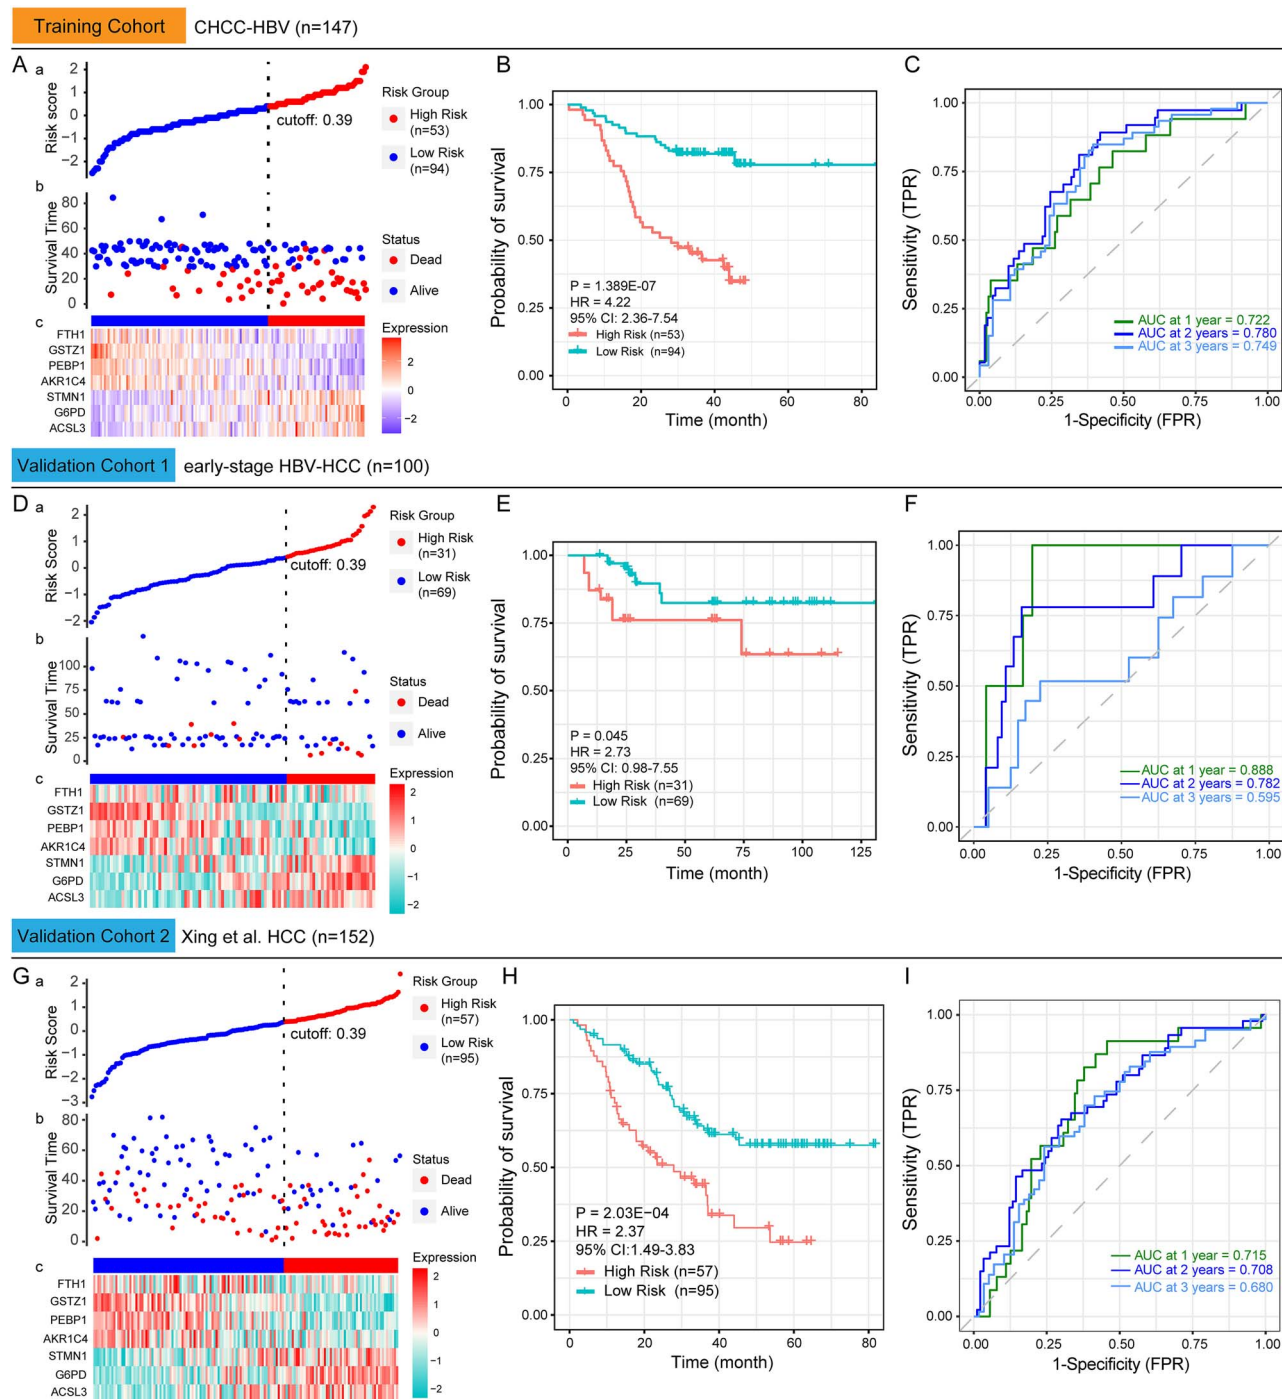 Training Cohort CHCC-HBV (n=147)
A
a
Risk score
2
1
0
−1
−2
cutoff: 0.39
Risk Group
High Risk
(n=53)
Low Risk
(n=94)
b
Survival Time
80
60
40
20
0
Status
Dead
Alive
c
FTH1
GSTZ1
PEBP1
AKR1C4
STMN1
G6PD
ACSL3
Expression
2
0
−2
B
Probability of survival
1.00
0.75
0.50
0.25
0.00
P = 1.389E-07
HR = 4.22
95% CI: 2.36-7.54
High Risk (n=53)
Low Risk (n=94)
0 20 40 60 80
Time (month)
C
Sensitivity (TPR)
1.00
0.75
0.50
0.25
0.00
AUC at 1 year = 0.722
AUC at 2 years = 0.780
AUC at 3 years = 0.749
0.00 0.25 0.50 0.75 1.00
1-Specificity (FPR)
Validation Cohort 1 early-stage HBV-HCC (n=100)
D
a
Risk Score
2
1
0
−1
−2
cutoff: 0.39
Risk Group
High Risk
(n=31)
Low Risk
(n=69)
b
Survival Time
100
75
50
25
0
Status
Dead
Alive
c
FTH1
GSTZ1
PEBP1
AKR1C4
STMN1
G6PD
ACSL3
Expression
2
1
0
−1
−2
E
Probability of survival
1.00
0.75
0.50
0.25
0.00
P = 0.045
HR = 2.73
95% CI: 0.98-7.55
High Risk (n=31)
Low Risk (n=69)
0 25 50 75 100 125
Time (month)
F
Sensitivity (TPR)
1.00
0.75
0.50
0.25
0.00
AUC at 1 year = 0.888
AUC at 2 years = 0.782
AUC at 3 years = 0.595
0.00 0.25 0.50 0.75 1.00
1-Specificity (FPR)
Validation Cohort 2 Xing et al. HCC (n=152)
G
a
Risk Score
2
1
0
−1
−2
−3
cutoff: 0.39
Risk Group
High Risk
(n=57)
Low Risk
(n=95)
b
Survival Time
80
60
40
20
0
Status
Dead
Alive
c
FTH1
GSTZ1
PEBP1
AKR1C4
STMN1
G6PD
ACSL3
Expression
2
1
0
−1
−2
H
Probability of survival
1.00
0.75
0.50
0.25
0.00
P = 2.03E−04
HR = 2.37
95% CI:1.49-3.83
High Risk (n=57)
Low Risk (n=95)
0 20 40 60 80
Time (month)
I
Sensitivity (TPR)
1.00
0.75
0.50
0.25
0.00
AUC at 1 year = 0.715
AUC at 2 years = 0.708
AUC at 3 years = 0.680
0.00 0.25 0.50 0.75 1.00
1-Specificity (FPR)